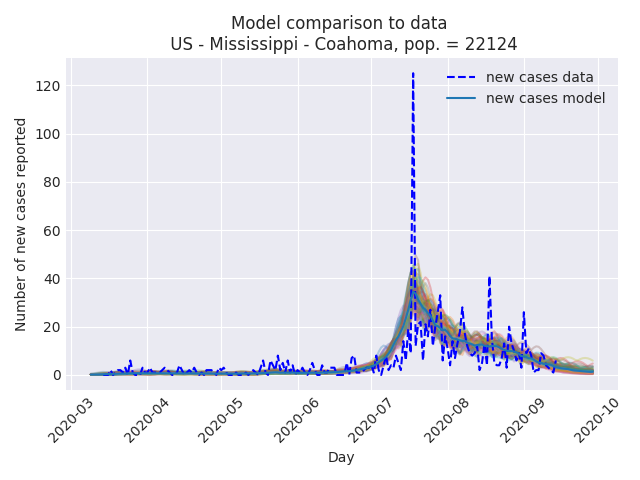 Model comparison to data
US - Mississippi - Coahoma, pop. = 22124
new cases data
new cases model
Number of new cases reported
120
100
80
60
40
20
0
2020-03
2020-04
2020-05
2020-06
2020-07
2020-08
2020-09
2020-10
Day